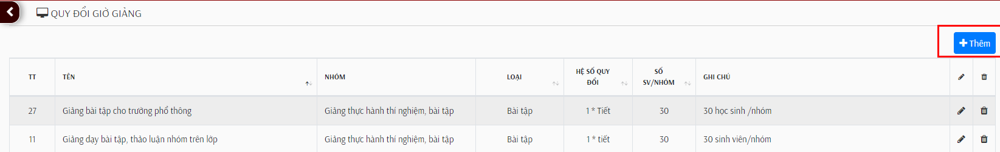 QUY ĐỔI GIỜ GIẢNG
Thêm
TT TÊN NHÓM LOẠI HỆ SỐ QUY ĐỔI SỐ SV/NHÓM GHI CHÚ
27 Giảng bài tập cho trường phổ thông Giảng thực hành thí nghiệm, bài tập Bài tập 1 * Tiết 30 30 học sinh /nhóm
11 Giảng dạy bài tập, thảo luận nhóm trên lớp Giảng thực hành thí nghiệm, bài tập Bài tập 1 * tiết 30 30 sinh viên/nhóm